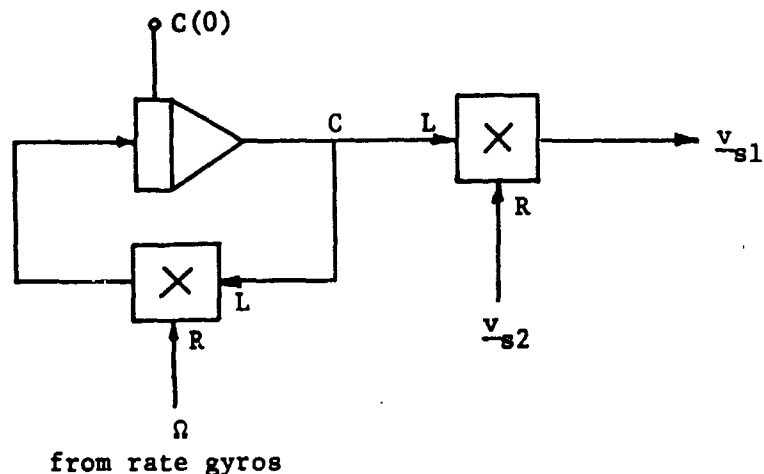 C(0)
C
L
×
v_s1
R
v_s2
×
L
R
Ω
from rate gyros